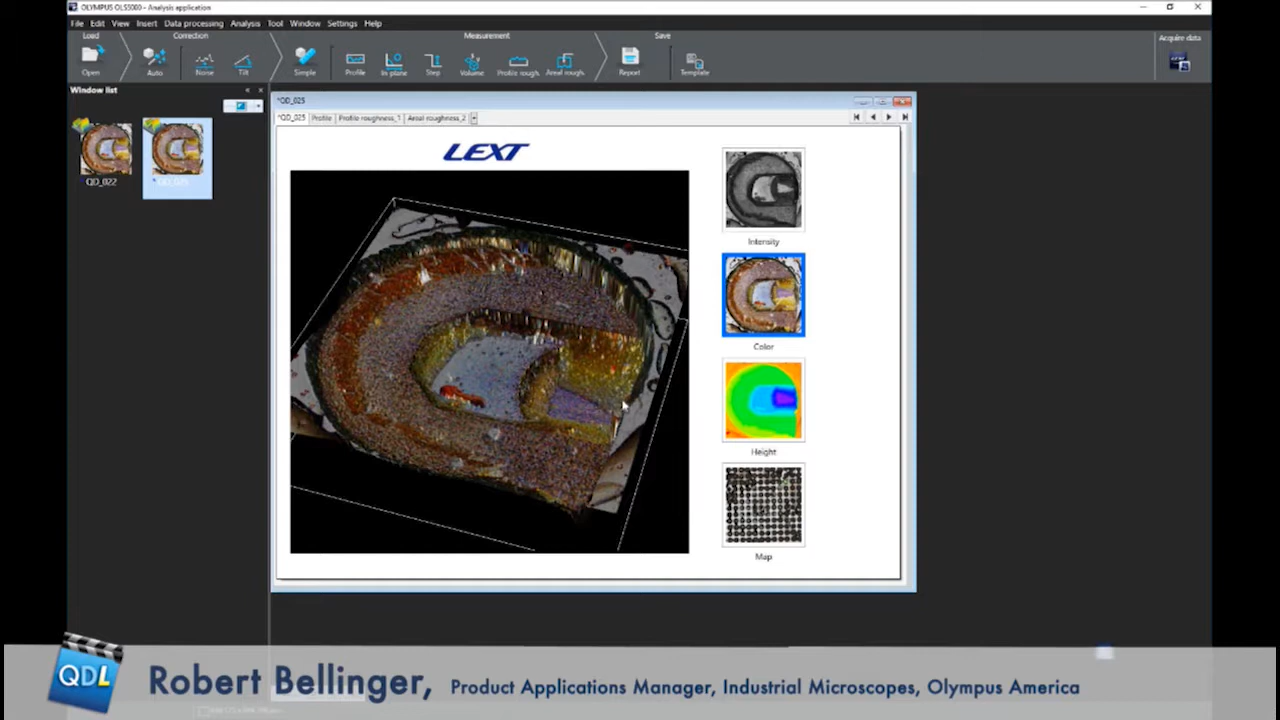 OLYMPUS OLS5000 - Analysis application
File Edit View Insert Data processing Analysis Tool Window Settings Help
Load Correction Measurement Save Acquire data
Open Auto Noise Tilt Simple Profile In plane Step Volume Profile rough. Areal rough. Report Template
Window list
QD_022
*QD_025
*QD_025 Profile Profile roughness_1 Areal roughness_2
LEXT
Intensity
Color
Height
Map
QDL
Robert Bellinger, Product Applications Manager, Industrial Microscopes, Olympus America